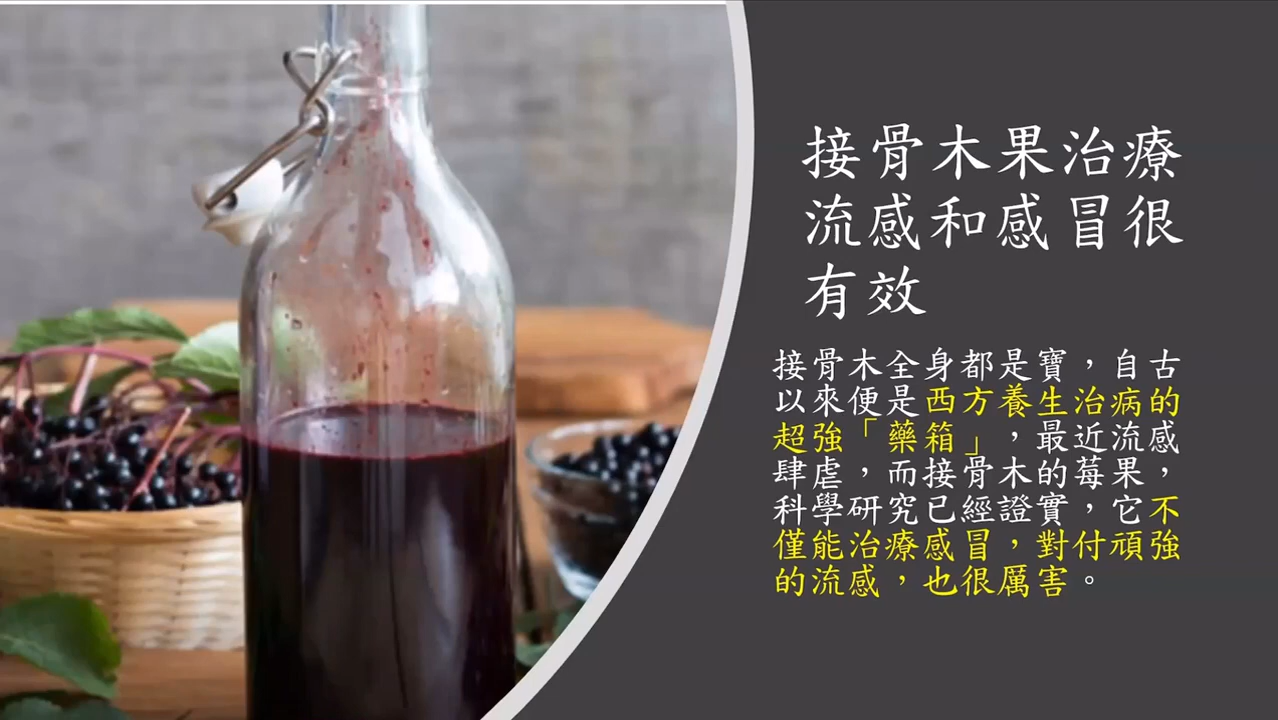 接骨木果治療
流感和感冒很
有效
接骨木全身都是寶，自古
以來便是西方養生治病的
超強「藥箱」，最近流感
肆虐，而接骨木的莓果，
科學研究已經證實，它不
僅能治療感冒，對付頑強
的流感，也很厲害。